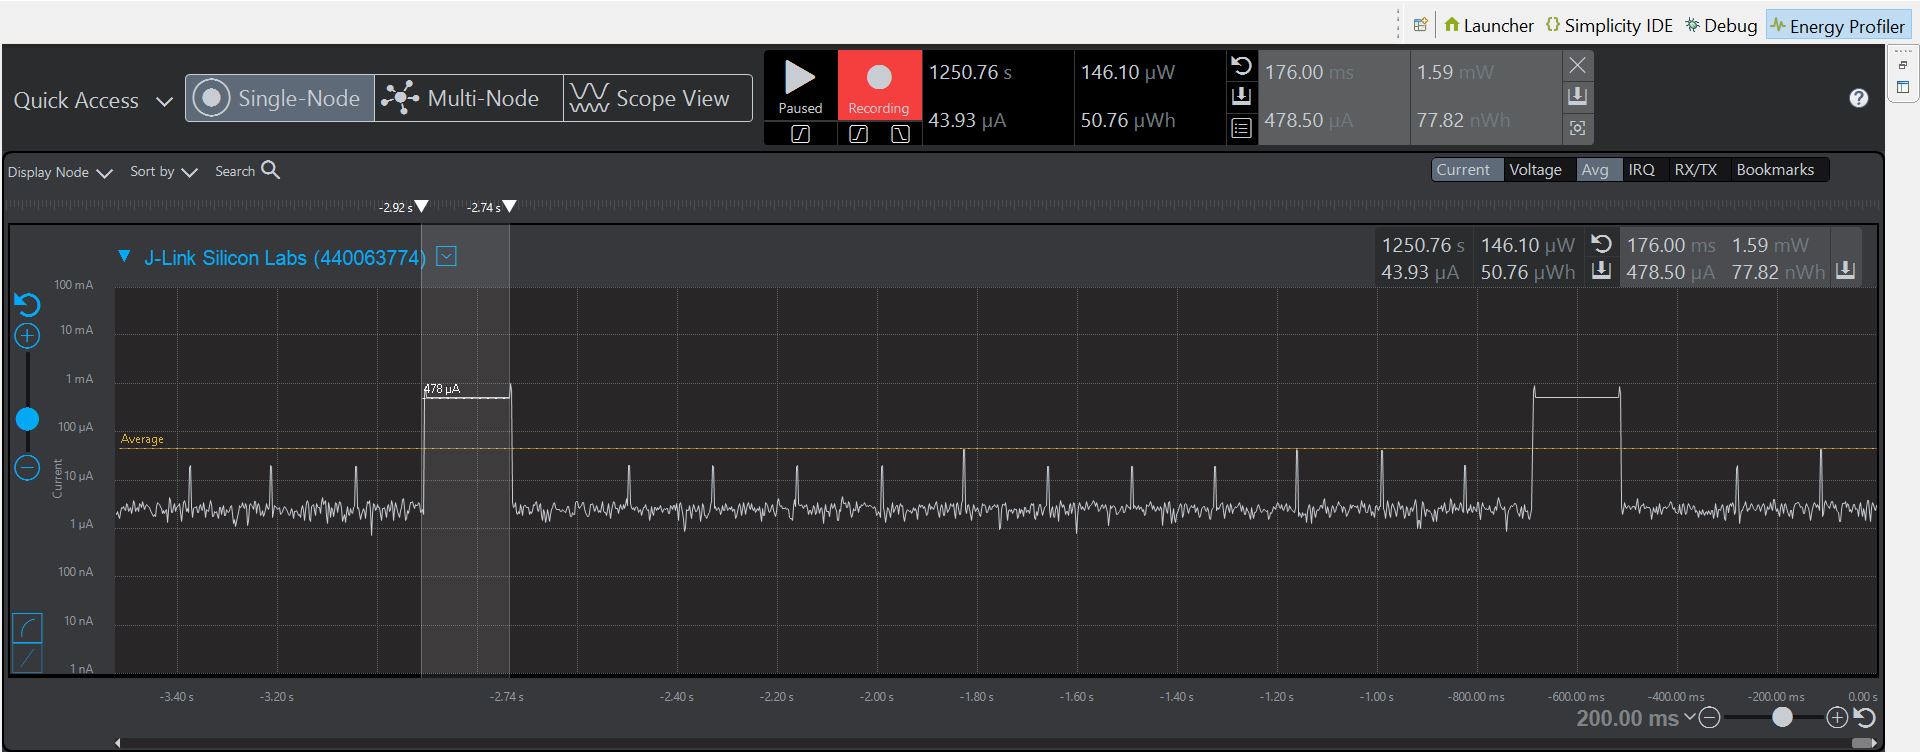 Launcher Simplicity IDE Debug Energy Profiler
Quick Access Single-Node Multi-Node Scope View
Paused Recording
1250.76 s 146.10 µW 176.00 ms 1.59 mW
43.93 µA 50.76 µWh 478.50 µA 77.82 nWh
Display Node Sort by Search
Current Voltage Avg IRQ RX/TX Bookmarks
-2.92 s -2.74 s
J-Link Silicon Labs (440063774)
1250.76 s 146.10 µW 176.00 ms 1.59 mW
43.93 µA 50.76 µWh 478.50 µA 77.82 nWh
100 mA
10 mA
1 mA
478 µA
100 µA
Average
10 µA
Current
1 µA
100 nA
10 nA
1 nA
-3.40 s -3.20 s -2.74 s -2.40 s -2.20 s -2.00 s -1.80 s -1.60 s -1.40 s -1.20 s -1.00 s -800.00 ms -600.00 ms -400.00 ms -200.00 ms 0.00 s
200.00 ms